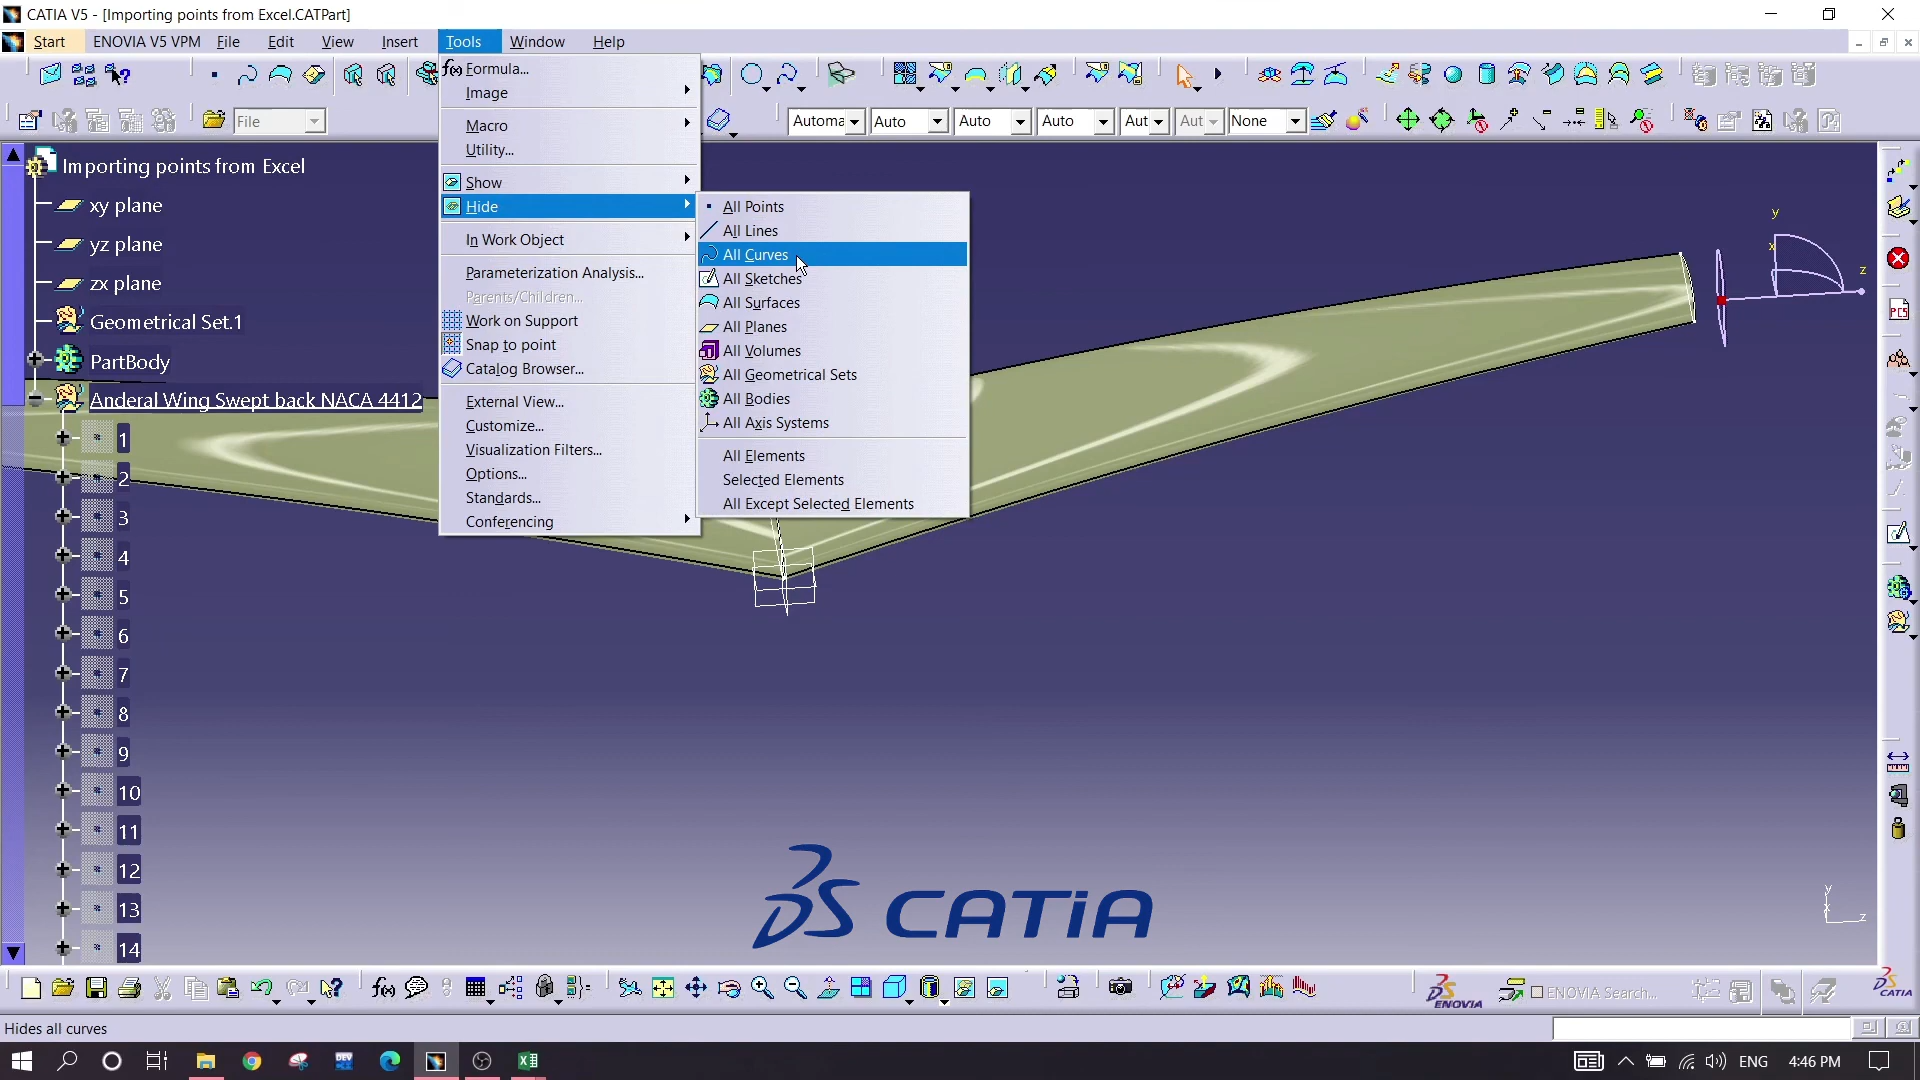 CATIA V5 - [Importing points from Excel.CATPart]
Start ENOVIA V5 VPM File Edit View Insert Tools Window Help
Formula...
Image
Macro
Utility...
Show
Hide
In Work Object
Parameterization Analysis...
Parents/Children...
Work on Support
Snap to point
Catalog Browser...
External View...
Customize...
Visualization Filters...
Options...
Standards...
Conferencing
All Points
All Lines
All Curves
All Sketches
All Surfaces
All Planes
All Volumes
All Geometrical Sets
All Bodies
All Axis Systems
All Elements
Selected Elements
All Except Selected Elements
File
Automa Auto Auto Auto Aut Aut None
Importing points from Excel
xy plane
yz plane
zx plane
Geometrical Set.1
PartBody
Anderal Wing Swept back NACA 4412
1
2
3
4
5
6
7
8
9
10
11
12
13
14
y
x
z
PCS
DS CATIA
y
x
z
ENOVIA
ENOVIA Search...
CATIA
Hides all curves
DEV
ENG 4:46 PM